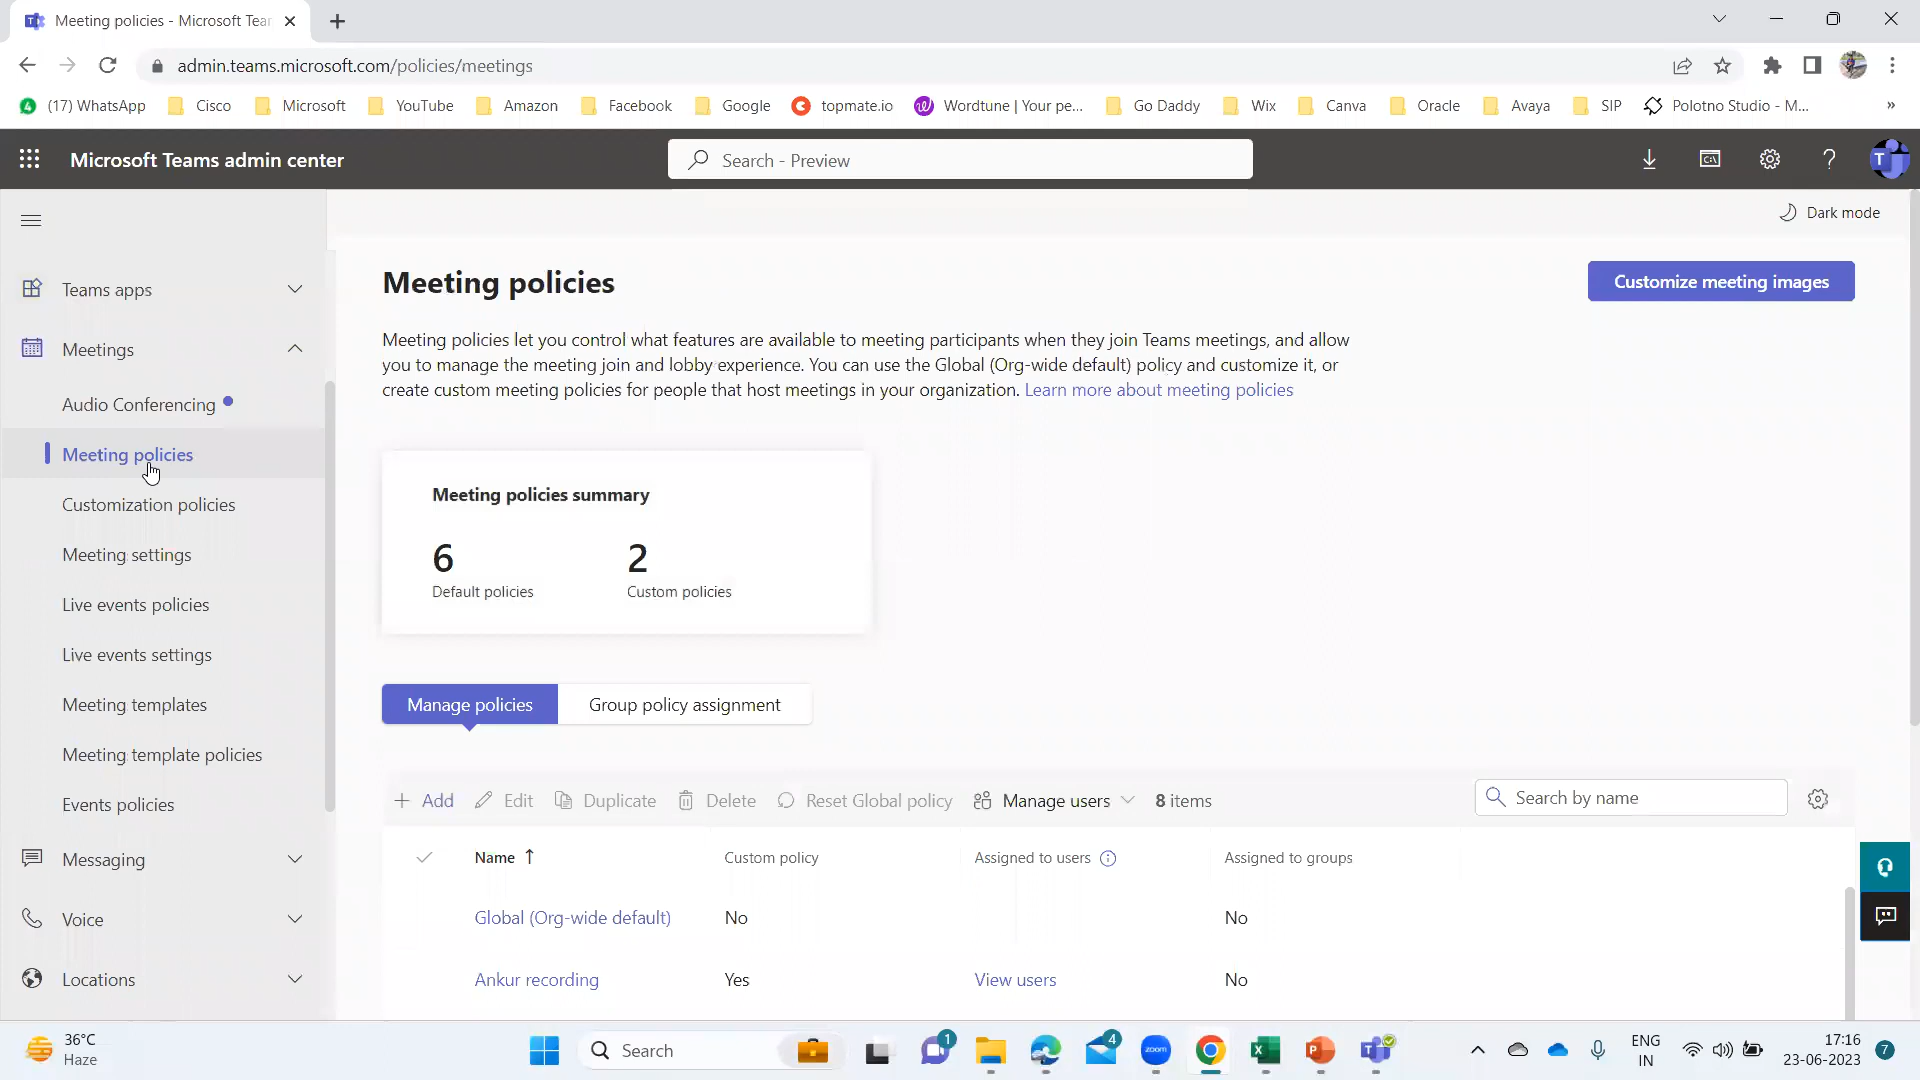 Meeting policies - Microsoft Tea
admin.teams.microsoft.com/policies/meetings
(17) WhatsApp Cisco Microsoft YouTube Amazon Facebook Google topmate.io Wordtune | Your pe... Go Daddy Wix Canva Oracle Avaya SIP Polotno Studio - M... »
Microsoft Teams admin center
Search - Preview
Dark mode
Teams apps
Meetings
Audio Conferencing
Meeting policies
Customization policies
Meeting settings
Live events policies
Live events settings
Meeting templates
Meeting template policies
Events policies
Messaging
Voice
Locations
Meeting policies
Customize meeting images
Meeting policies let you control what features are available to meeting participants when they join Teams meetings, and allow
you to manage the meeting join and lobby experience. You can use the Global (Org-wide default) policy and customize it, or
create custom meeting policies for people that host meetings in your organization. Learn more about meeting policies
Meeting policies summary
6 2
Default policies Custom policies
Manage policies Group policy assignment
Add Edit Duplicate Delete Reset Global policy Manage users 8 items Search by name
Name ↑ Custom policy Assigned to users Assigned to groups
Global (Org-wide default) No No
Ankur recording Yes View users No
36°C
Haze
Search
1
4
zoom
ENG
IN
17:16
23-06-2023
7